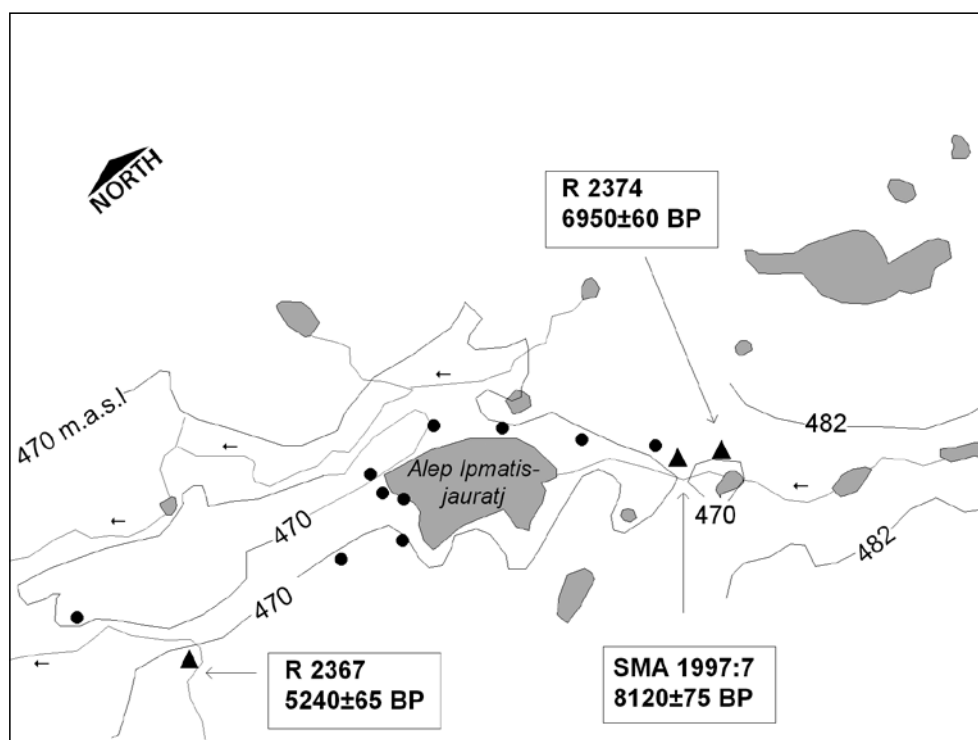 NORTH
R 2374
6950±60 BP
470 m.a.s.l
482
Alep Ipmatis-
jauratj
470
470
482
470
R 2367
5240±65 BP
SMA 1997:7
8120±75 BP